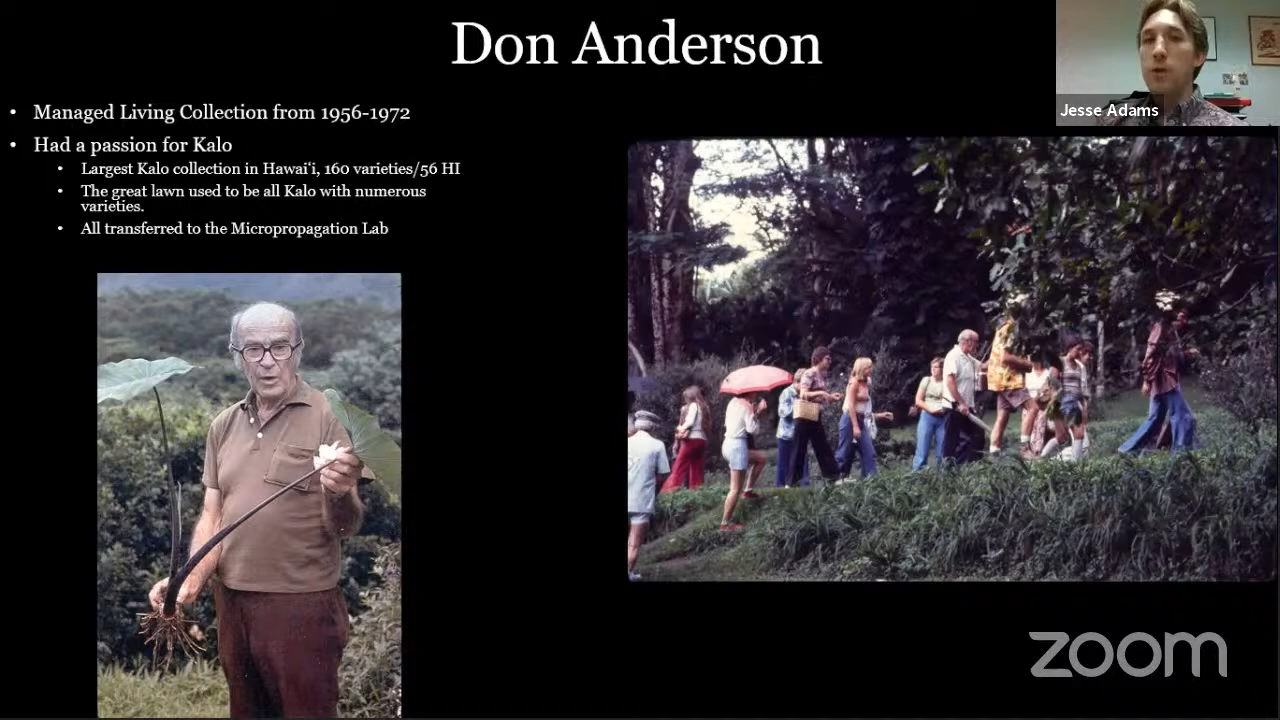 Don Anderson
Jesse Adams
• Managed Living Collection from 1956-1972
• Had a passion for Kalo
• Largest Kalo collection in Hawaiʻi, 160 varieties/56 HI
• The great lawn used to be all Kalo with numerous
varieties.
• All transferred to the Micropropagation Lab
zoom